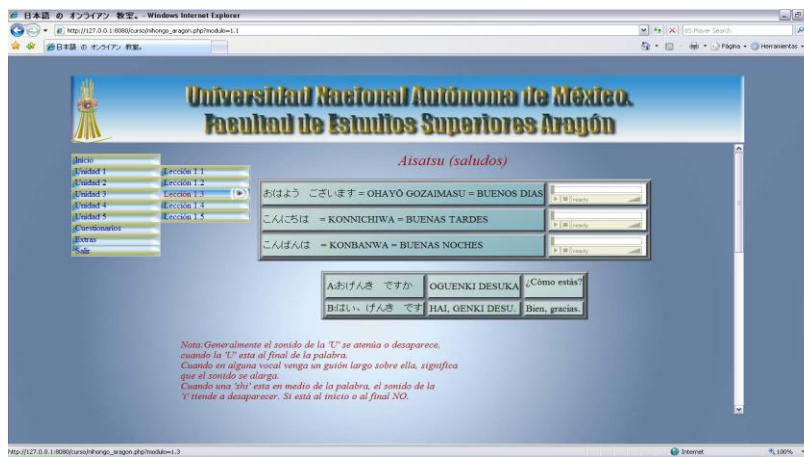 日本語 の オンライアン 教室。 - Windows Internet Explorer
http://127.0.0.1:8080/curso/nihongo_aragon.php?modulo=1.1
日本語 の オンライアン 教室。
Página
Herramientas
Universidad Nacional Autónoma de México.
Facultad de Estudios Superiores Aragón
Inicio
Unidad 1
Unidad 2
Unidad 3
Unidad 4
Unidad 5
Cuestionarios
Extras
Salir
Lección 1.1
Lección 1.2
Lección 1.3
Lección 1.4
Lección 1.5
Aisatsu (saludos)
おはよう ございます = OHAYŌ GOZAIMASU = BUENOS DIAS
ready
こんにちは = KONNICHIWA = BUENAS TARDES
ready
こんばんは = KONBANWA = BUENAS NOCHES
ready
A:おげんき ですか OGUENKI DESUKA ¿Cómo estás?
B:はい、げんき です HAI, GENKI DESU. Bien, gracias.
Nota:Generalmente el sonido de la 'U' se atenúa o desaparece,
cuando la 'U' esta al final de la palabra.
Cuando en alguna vocal venga un guión largo sobre ella, significa
que el sonido se alarga.
Cuando una 'shi' esta en medio de la palabra, el sonido de la
'i' tiende a desaparecer. Si está al inicio o al final NO.
http://127.0.0.1:8080/curso/nihongo_aragon.php?modulo=1.3
Internet
100%